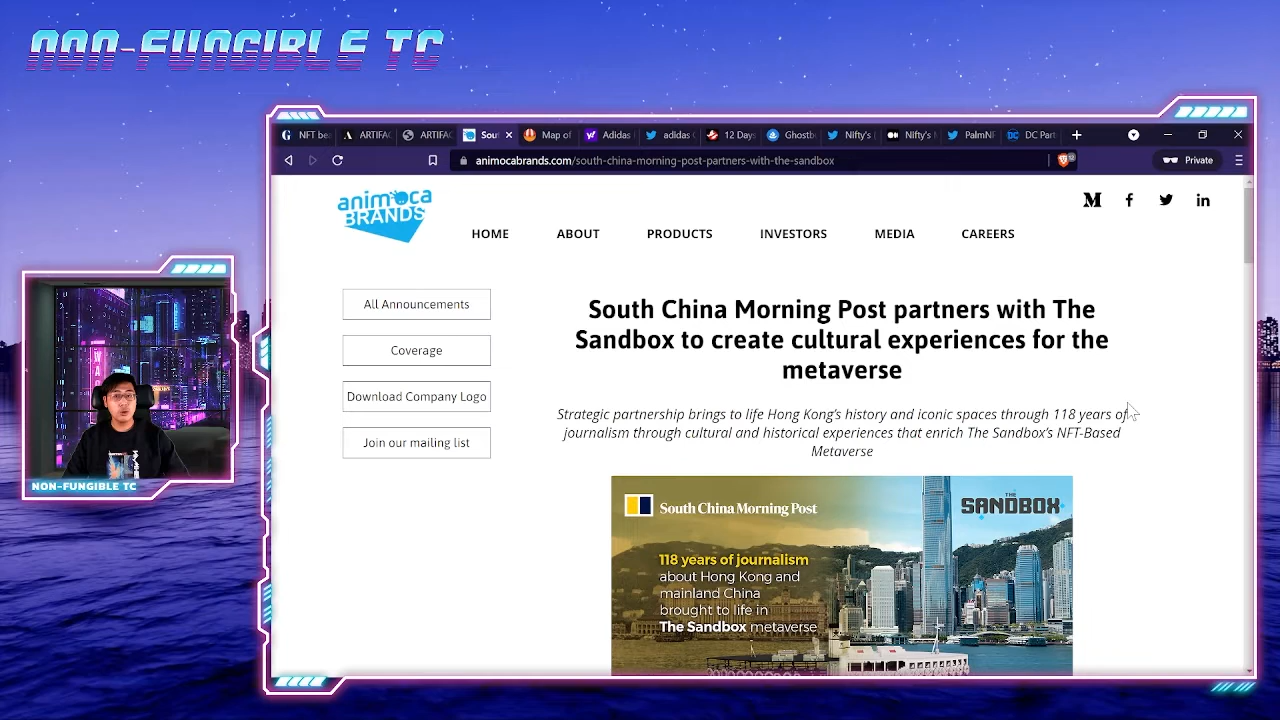 NON-FUNGIBLE TC
NFT be
ARTIFAC
ARTIFAC
Sou
Map of
Adidas
adidas
12 Day
Ghostb
Nifty's
Nifty's
PalmNF
DC Part
animocabrands.com/south-china-morning-post-partners-with-the-sandbox
12
Private
animoca
BRANDS
HOME
ABOUT
PRODUCTS
INVESTORS
MEDIA
CAREERS
All Announcements
Coverage
Download Company Logo
Join our mailing list
South China Morning Post partners with The
Sandbox to create cultural experiences for the
metaverse
Strategic partnership brings to life Hong Kong's history and iconic spaces through 118 years of
journalism through cultural and historical experiences that enrich The Sandbox's NFT-Based
Metaverse
South China Morning Post
THE
SANDBOX
118 years of journalism
about Hong Kong and
mainland China
brought to life in
The Sandbox metaverse
NON-FUNGIBLE TC